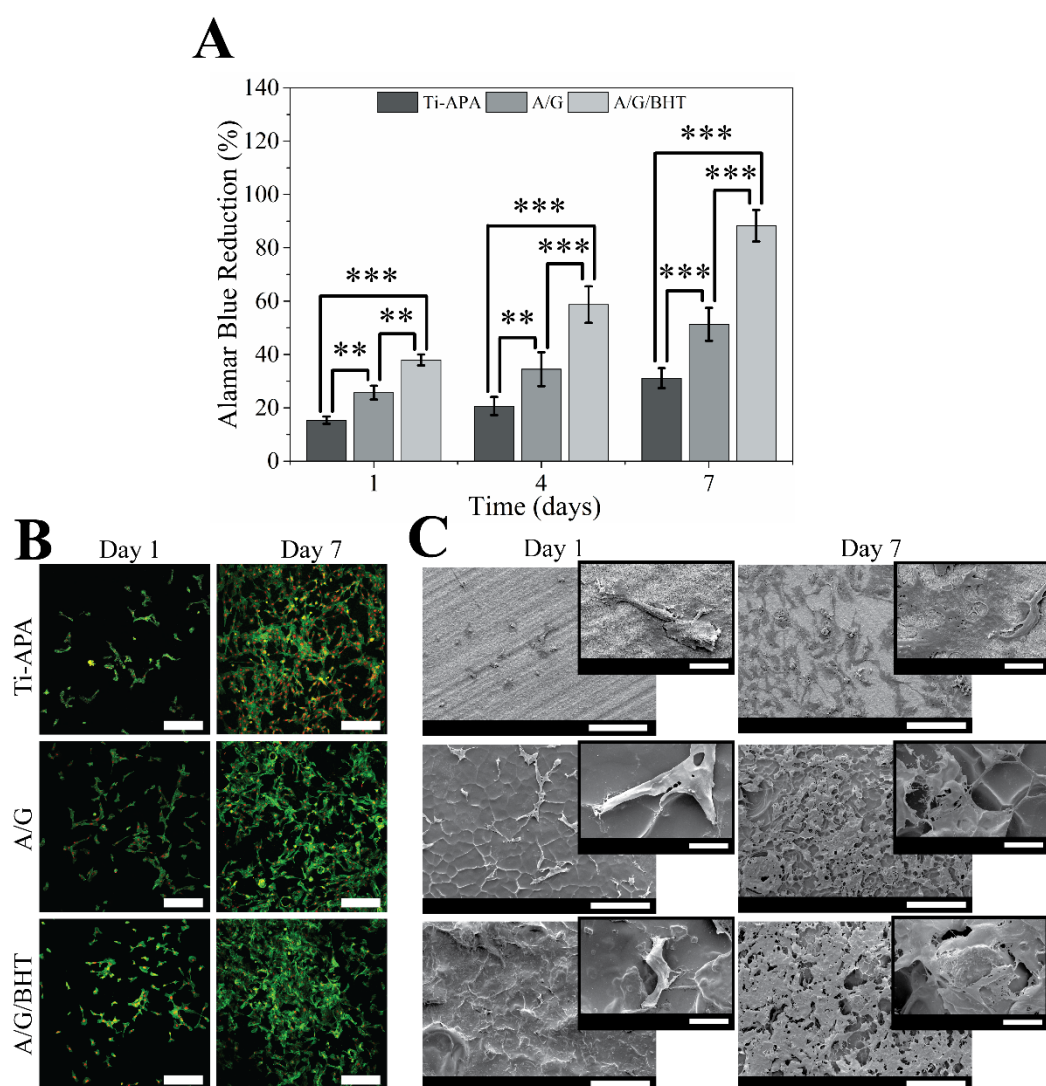 A
140
120
100
80
60
40
20
0
Alamar Blue Reduction (%)
Ti-APA A/G A/G/BHT
***
** **
***
** ***
***
*** ***
1 4 7
Time (days)
B
Day 1 Day 7
Ti-APA
A/G
A/G/BHT
C
Day 1 Day 7